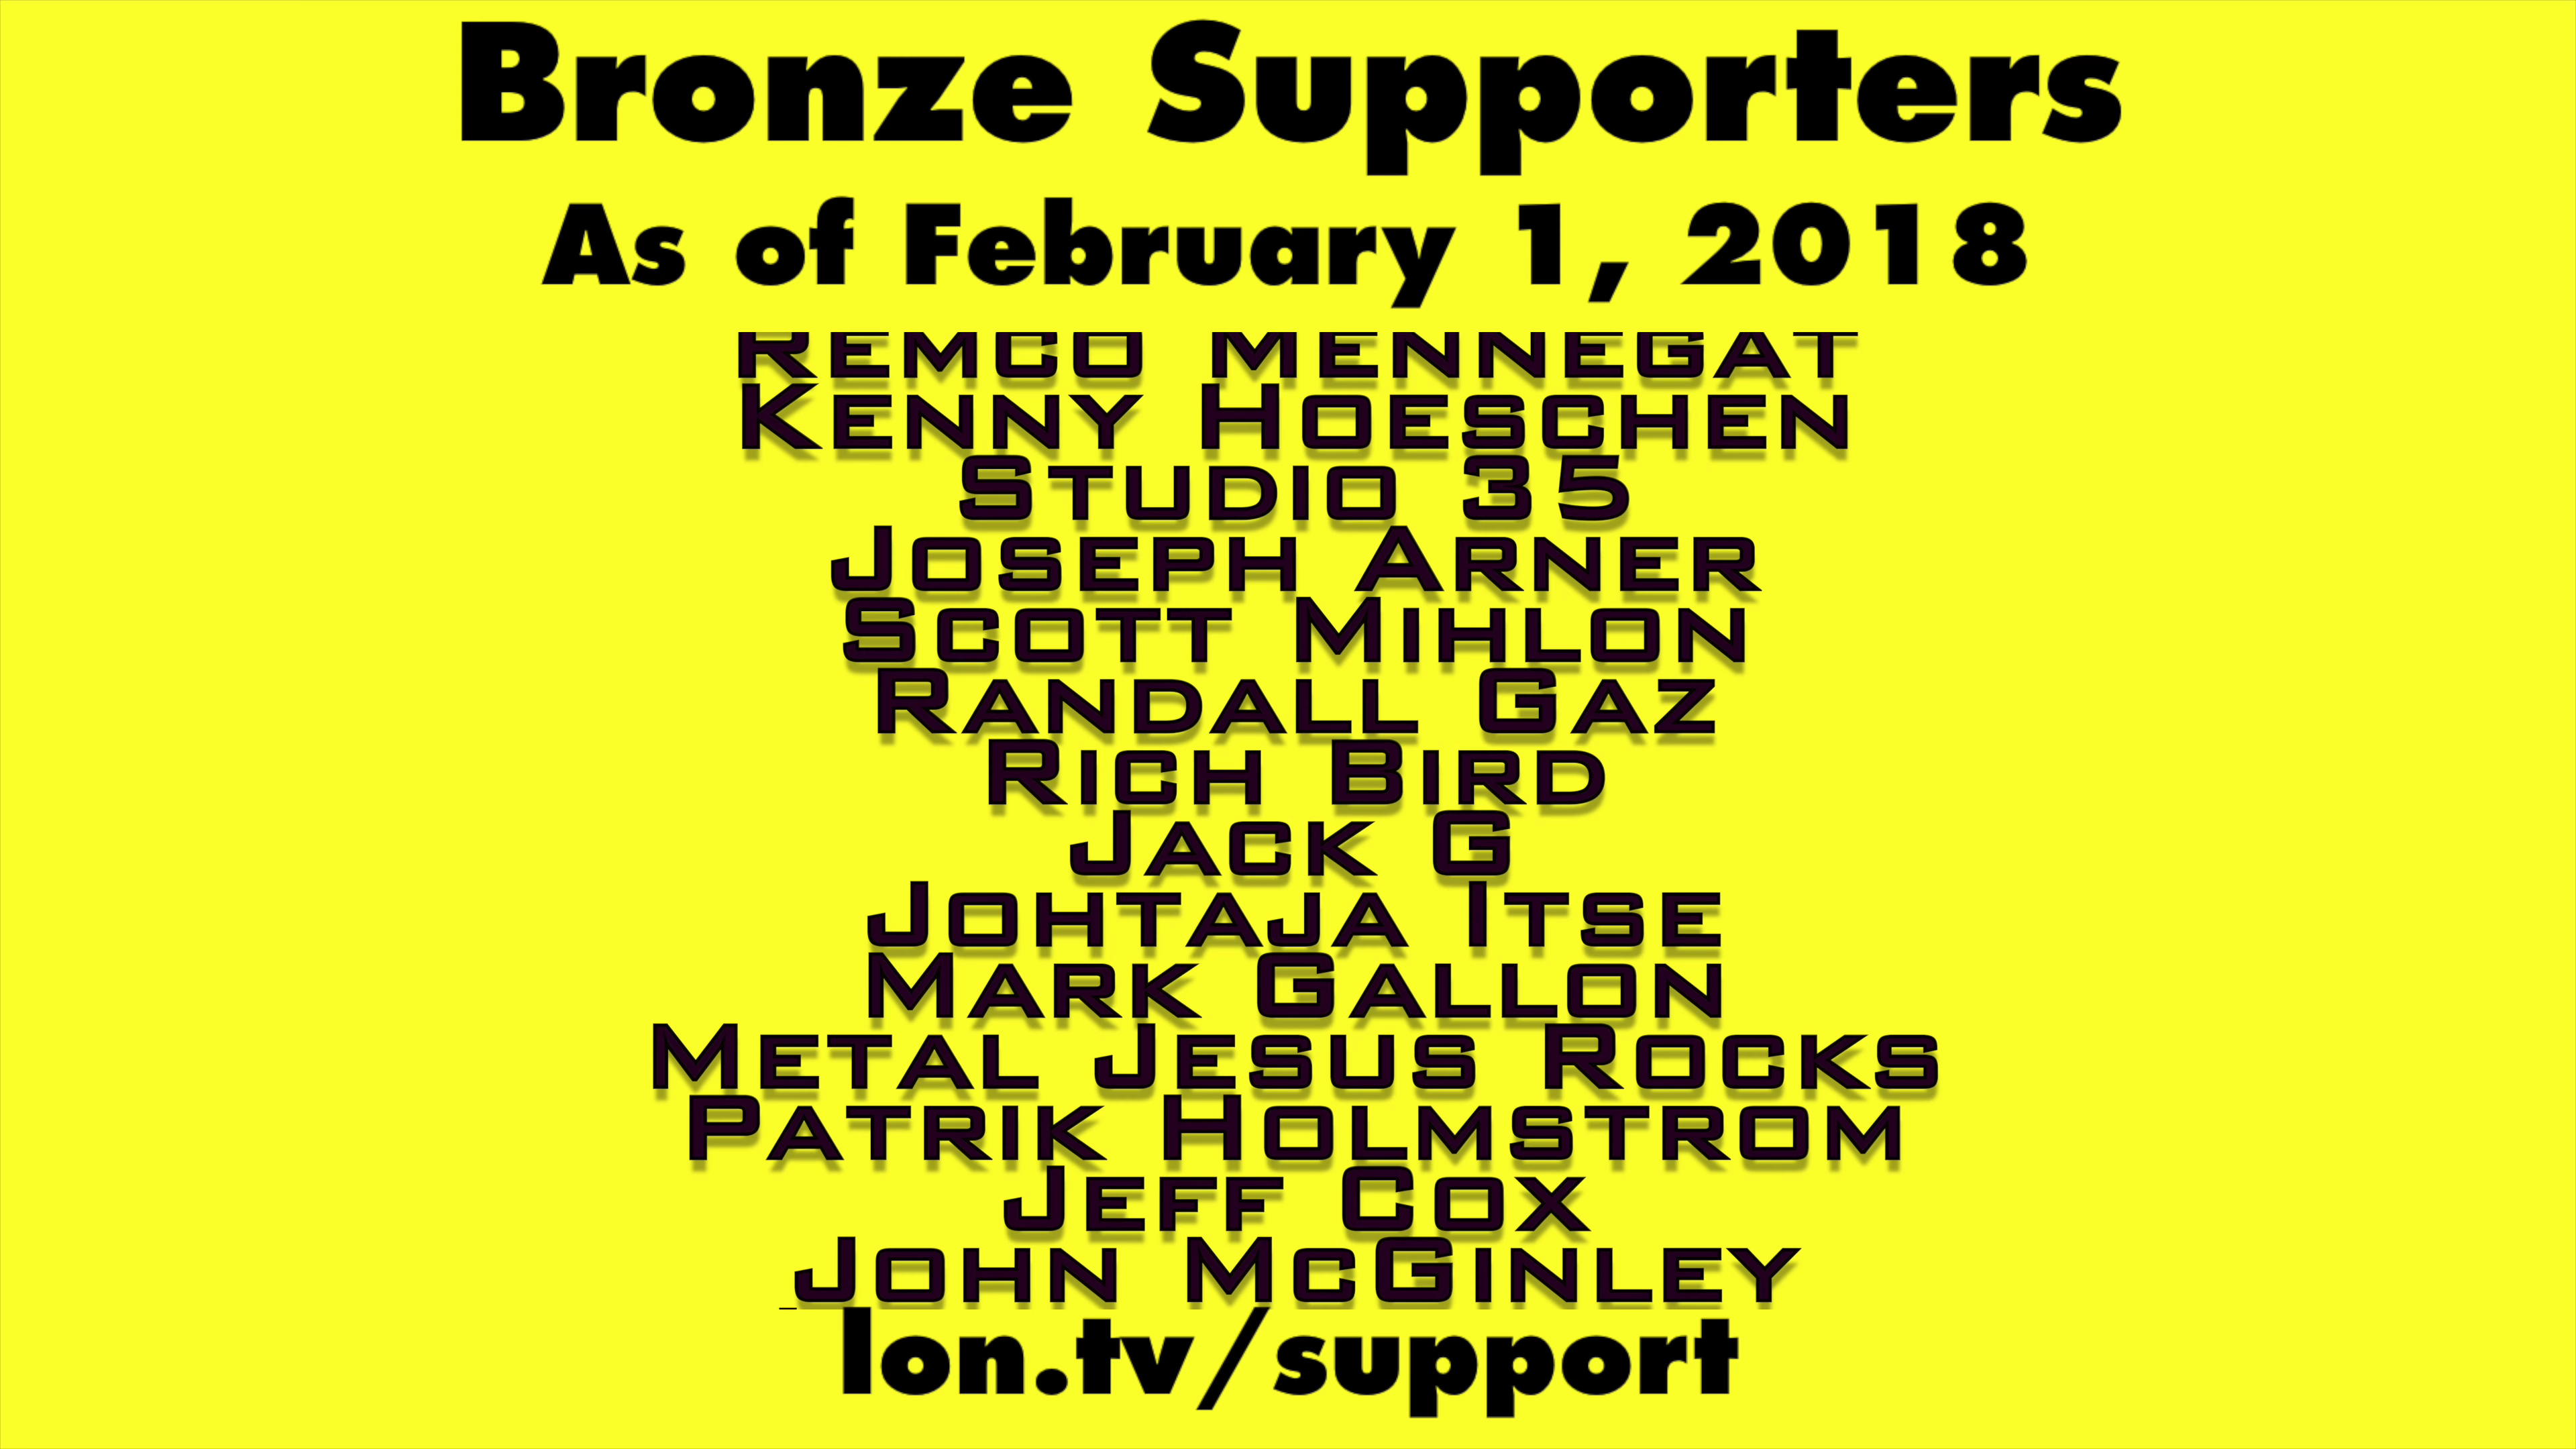 Bronze Supporters
As of February 1, 2018
Remco Mennegat
Kenny Hoeschen
Studio 35
Joseph Arner
Scott Mihlon
Randall Gaz
Rich Bird
Jack G
Johtaja Itse
Mark Gallon
Metal Jesus Rocks
Patrik Holmstrom
Jeff Cox
John McGinley
lon.tv/support